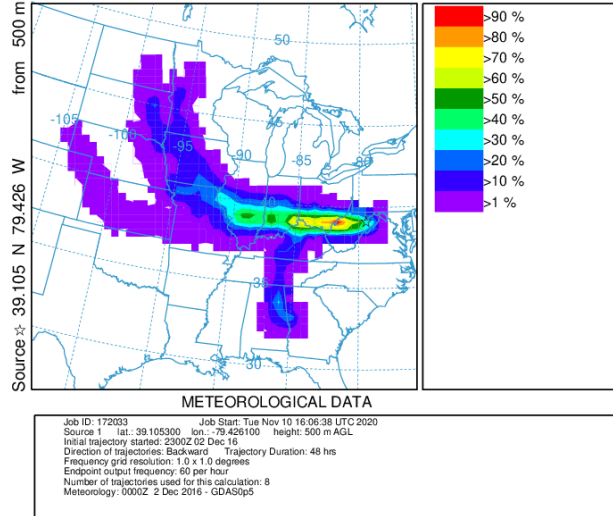 Source ☆ 39.105 N 79.426 W from 500 m
50
-105
-100
-95
-90
-85
35
30
>90 %
>80 %
>70 %
>60 %
>50 %
>40 %
>30 %
>20 %
>10 %
>1 %
METEOROLOGICAL DATA
Job ID: 172033 Job Start: Tue Nov 10 16:06:38 UTC 2020
Source 1 lat.: 39.105300 lon.: -79.426100 height: 500 m AGL
Initial trajectory started: 2300Z 02 Dec 16
Direction of trajectories: Backward Trajectory Duration: 48 hrs
Frequency grid resolution: 1.0 x 1.0 degrees
Endpoint output frequency: 60 per hour
Number of trajectories used for this calculation: 8
Meteorology: 0000Z 2 Dec 2016 - GDAS0p5